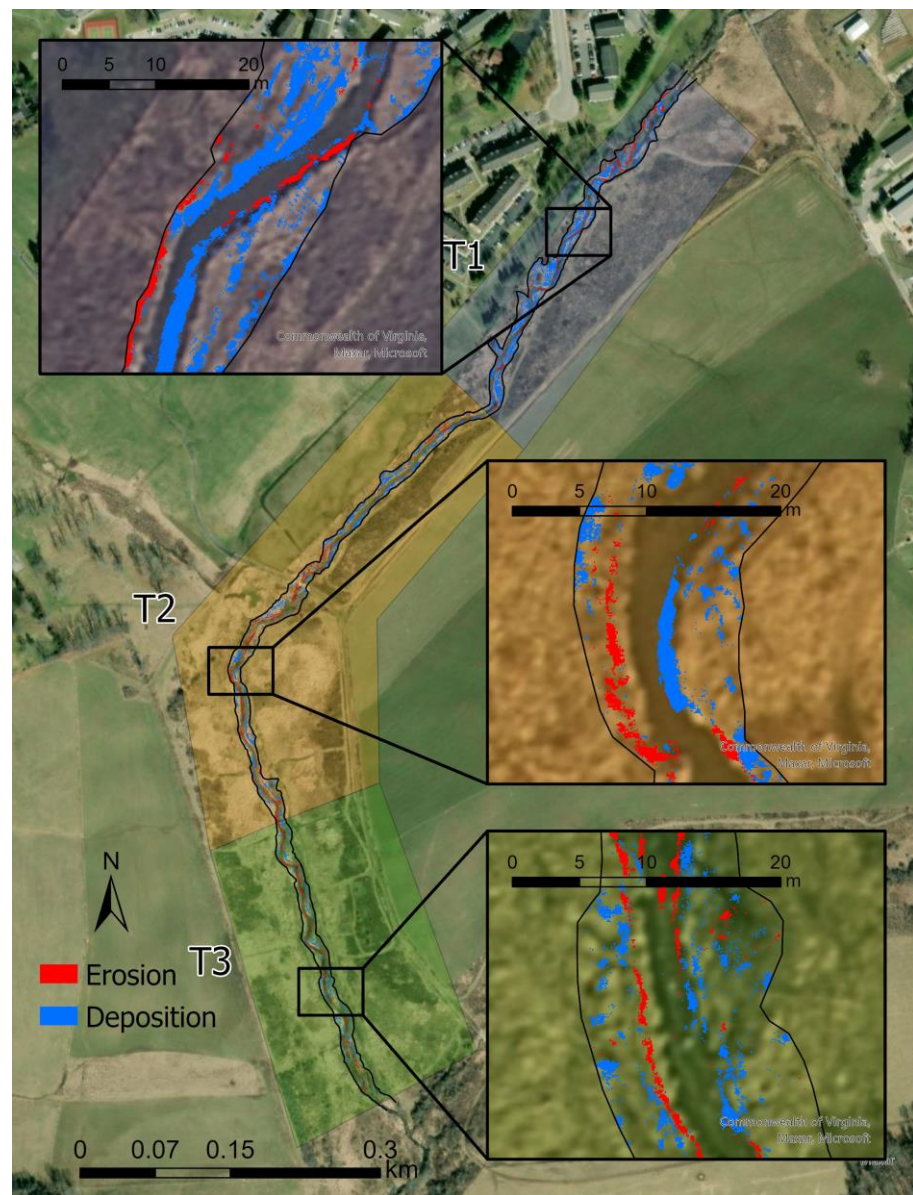 0 5 10 20
m
Commonwealth of Virginia,
Maxar, Microsoft
T1
0 5 10 20
m
Commonwealth of Virginia,
Maxar, Microsoft
T2
N
T3
Erosion
Deposition
0 5 10 20
m
Commonwealth of Virginia,
Maxar, Microsoft
0 0.07 0.15 0.3
km